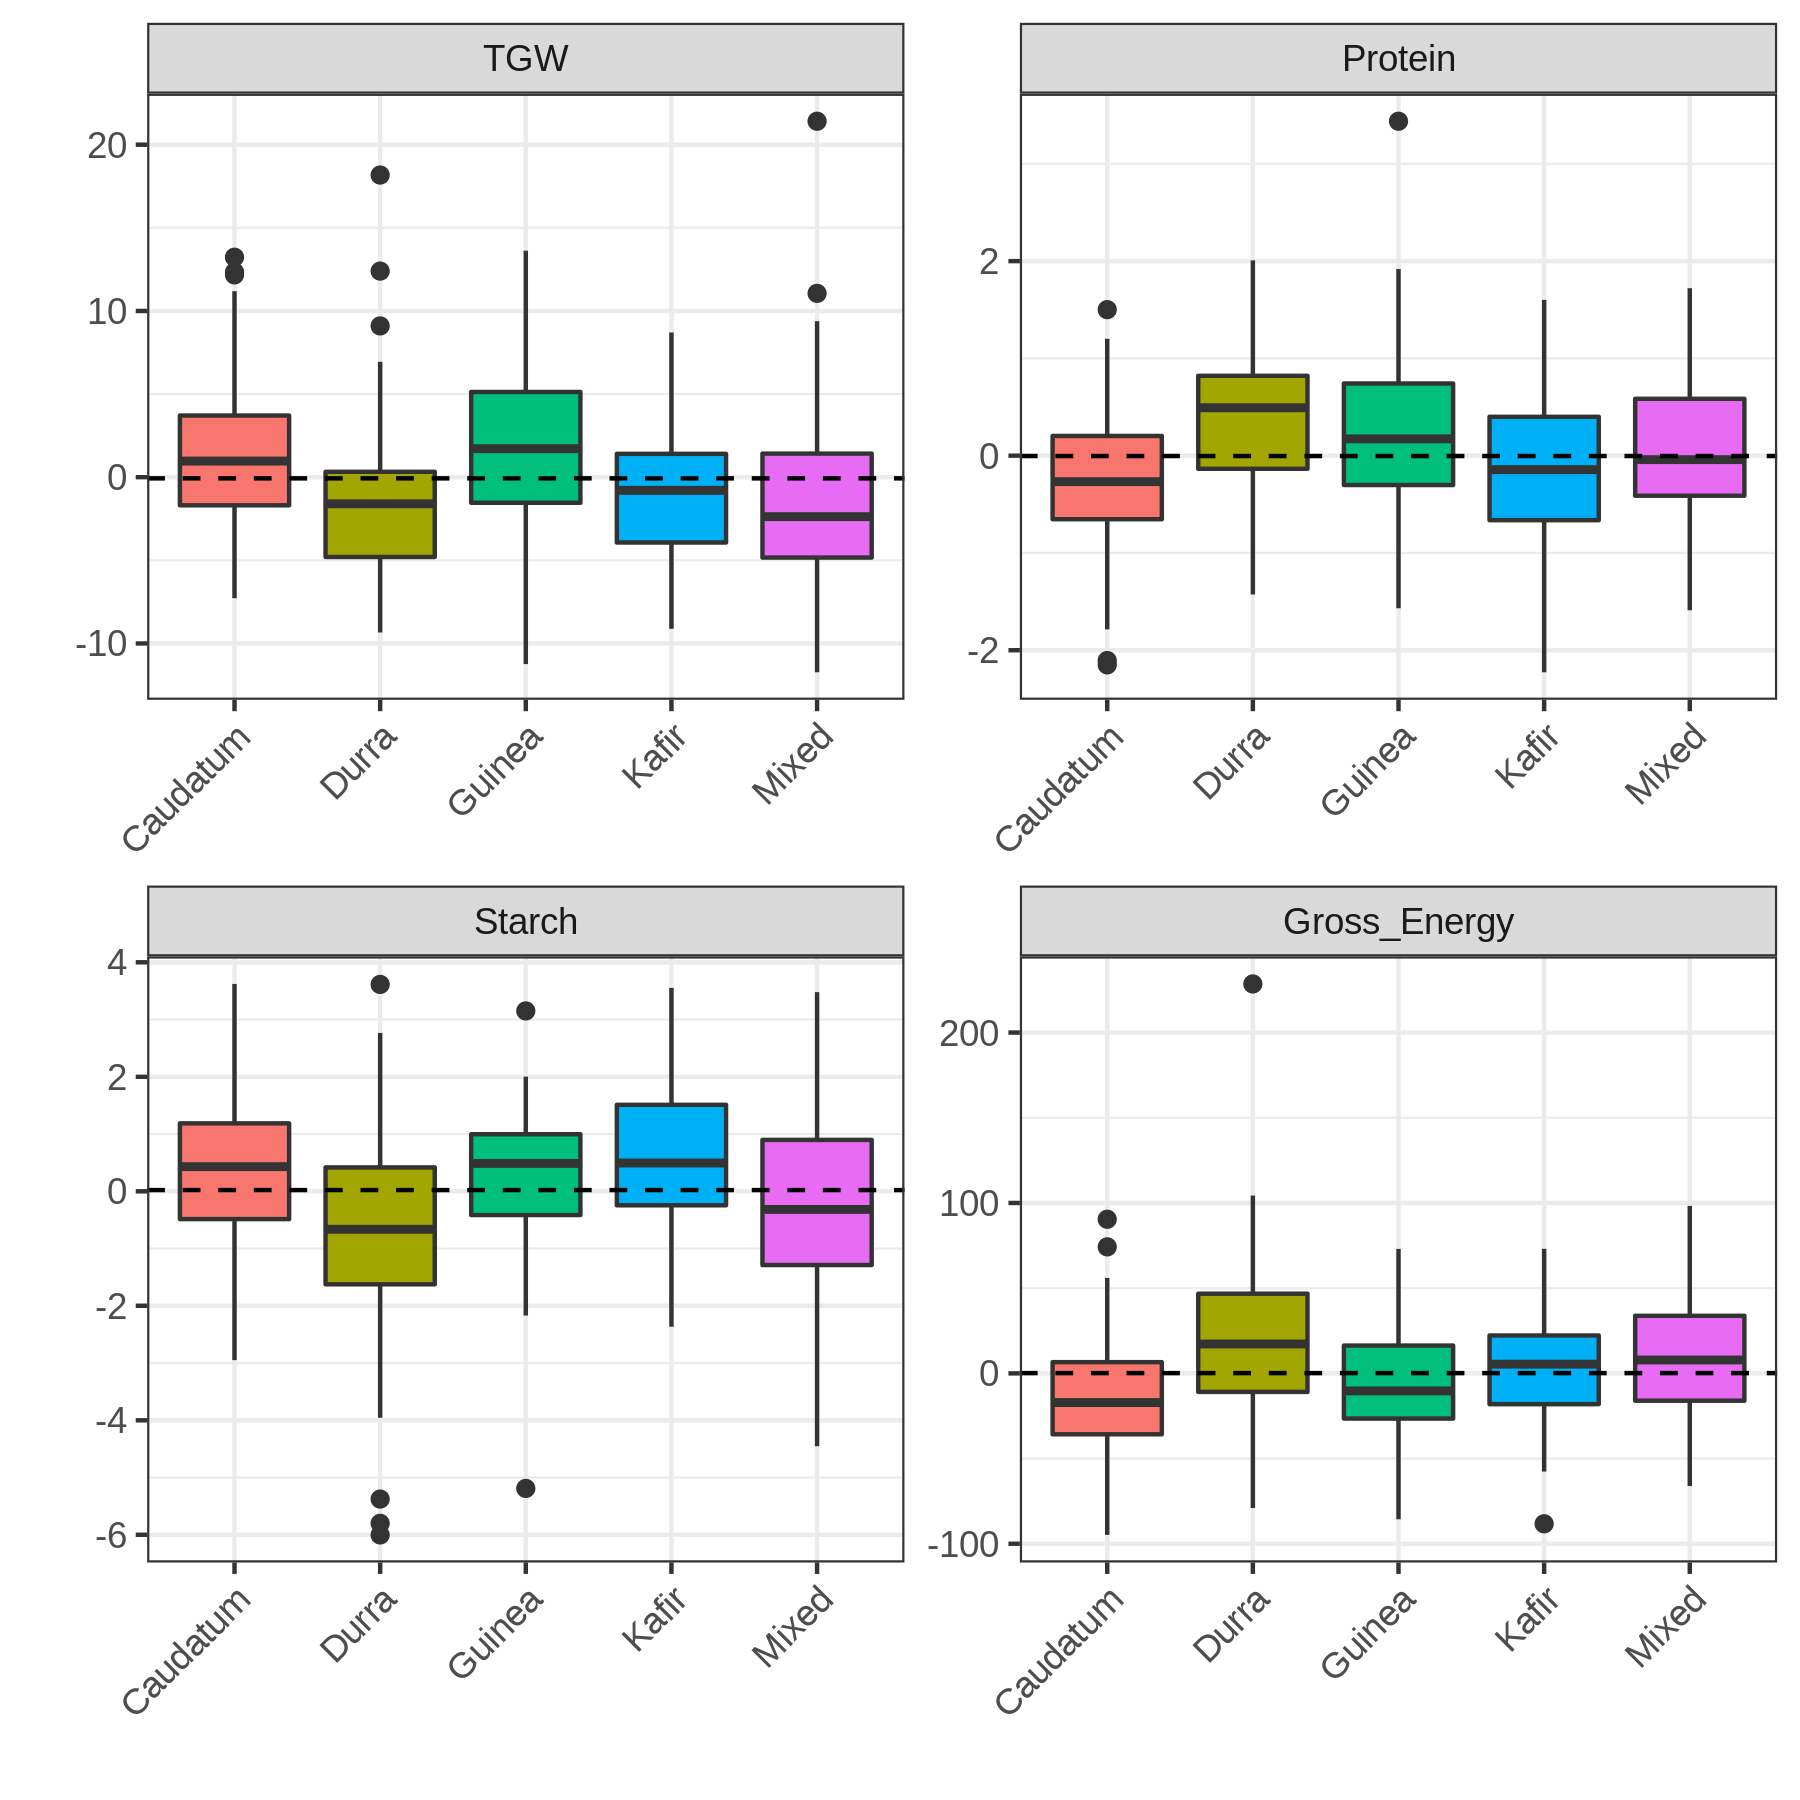 TGW
20
10
0
-10
Caudatum
Durra
Guinea
Kafir
Mixed
Protein
2
0
-2
Caudatum
Durra
Guinea
Kafir
Mixed
Starch
4
2
0
-2
-4
-6
Caudatum
Durra
Guinea
Kafir
Mixed
Gross_Energy
200
100
0
-100
Caudatum
Durra
Guinea
Kafir
Mixed